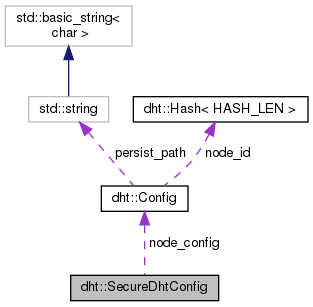 std::basic_string<
char >
std::string
dht::Hash< HASH_LEN >
persist_path
node_id
dht::Config
node_config
dht::SecureDhtConfig